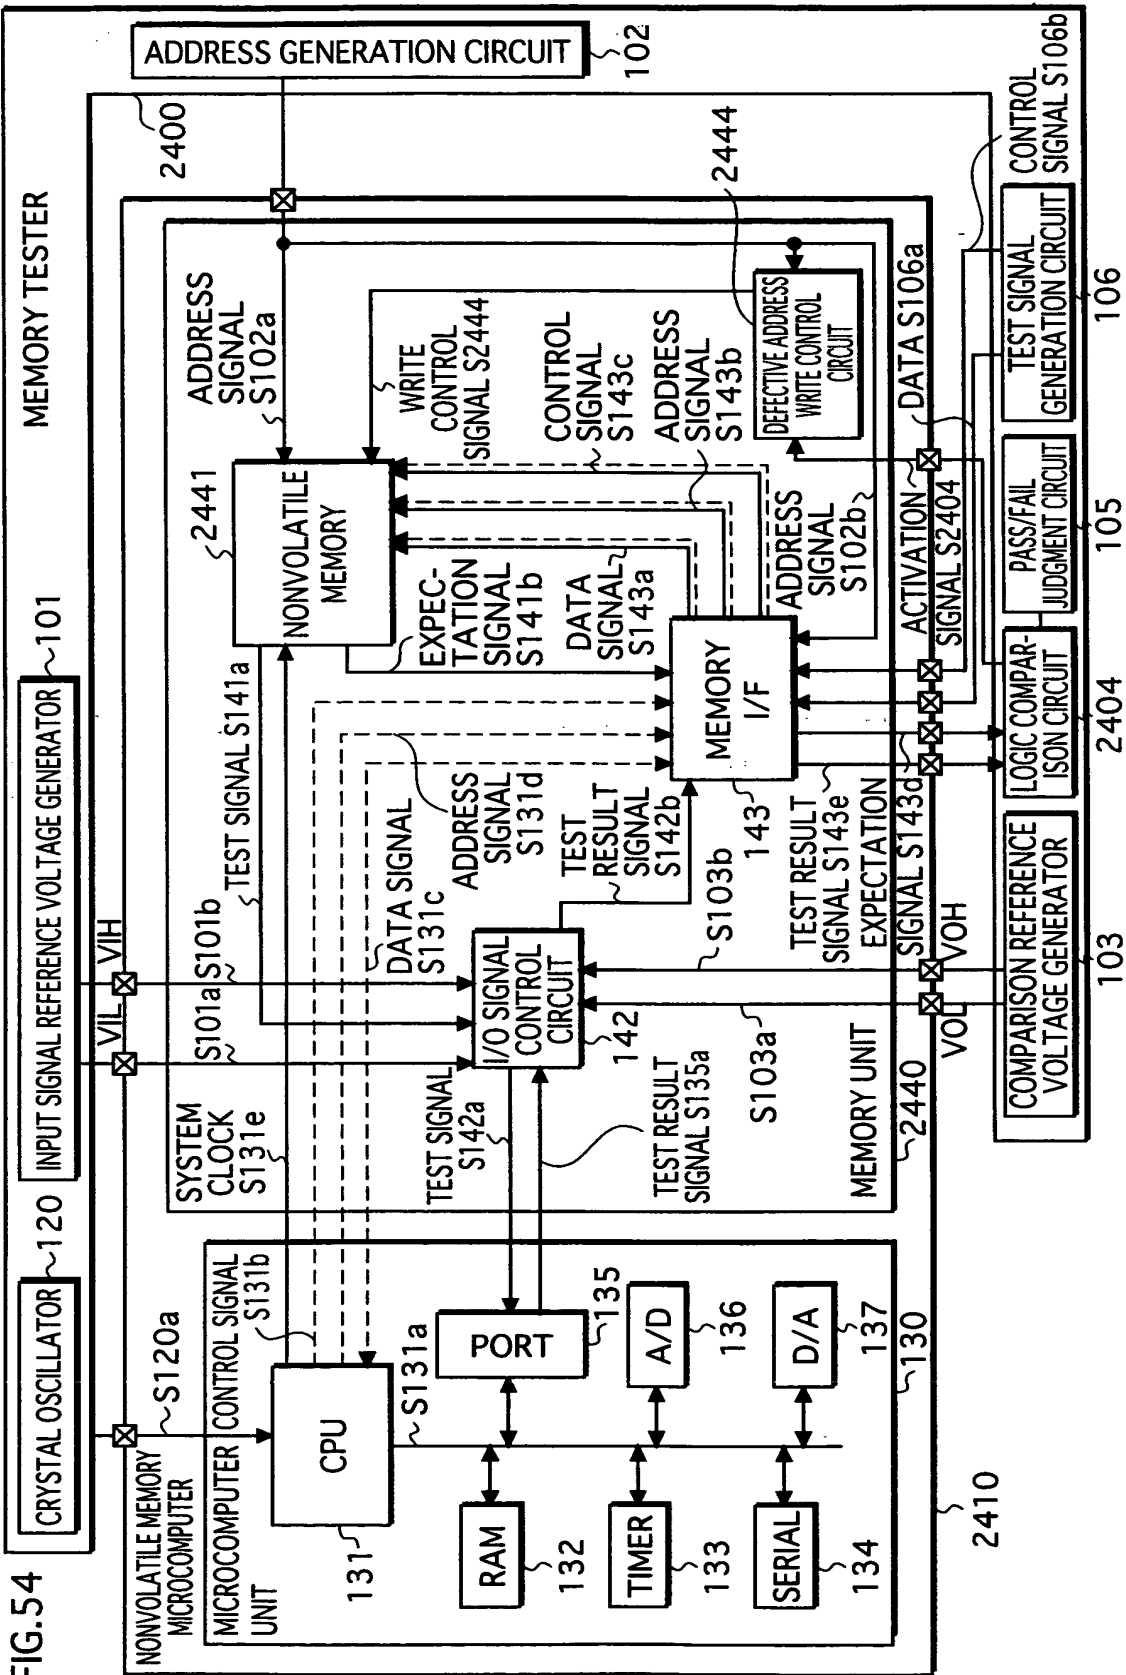 FIG.54
CRYSTAL OSCILLATOR
120
INPUT SIGNAL REFERENCE VOLTAGE GENERATOR
101
MEMORY TESTER
ADDRESS GENERATION CIRCUIT
102
2400
NONVOLATILE MEMORY
MICROCOMPUTER
S120a
VIL
VIH
S101a
S101b
TEST SIGNAL S141a
2441
ADDRESS
SIGNAL
S102a
MICROCOMPUTER
UNIT
CONTROL SIGNAL
S131b
SYSTEM
CLOCK
S131e
NONVOLATILE
MEMORY
CPU
131
S131a
DATA SIGNAL
S131c
ADDRESS
SIGNAL
S131d
EXPEC-
TATION
SIGNAL
S141b
WRITE
CONTROL
SIGNAL S2444
DATA
SIGNAL
S143a
CONTROL
SIGNAL
S143c
ADDRESS
SIGNAL
S143b
2444
TEST SIGNAL
S142a
I/O SIGNAL
CONTROL
CIRCUIT
142
TEST
RESULT
SIGNAL
S142b
MEMORY
I/F
143
DEFECTIVE ADDRESS
WRITE CONTROL
CIRCUIT
ADDRESS
SIGNAL
S102b
RAM
132
PORT
135
TIMER
133
A/D
136
SERIAL
134
D/A
137
130
TEST RESULT
SIGNAL S135a
S103a
S103b
TEST RESULT
SIGNAL S143e
EXPECTATION
SIGNAL S143d
ACTIVATION
SIGNAL S2404
DATA S106a
MEMORY UNIT
2440
VOL
VOH
2410
COMPARISON REFERENCE
VOLTAGE GENERATOR
103
LOGIC COMPAR-
ISON CIRCUIT
2404
PASS/FAIL
JUDGMENT CIRCUIT
105
TEST SIGNAL
GENERATION CIRCUIT
106
CONTROL
SIGNAL S106b